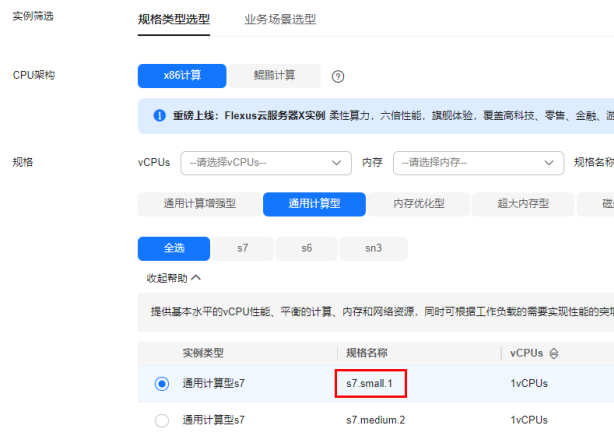 实例筛选 规格类型选型 业务场景选型
CPU架构 x86计算 鲲鹏计算 ?
重磅上线：Flexus云服务器X实例 柔性算力，六倍性能，旗舰体验，覆盖高科技、零售、金融、游
规格 vCPUs --请选择vCPUs-- 内存 --请选择内存-- 规格名称
通用计算增强型 通用计算型 内存优化型 超大内存型 磁
全选 s7 s6 sn3
收起帮助
提供基本水平的vCPU性能、平衡的计算、内存和网络资源，同时可根据工作负载的需要实现性能的突增
实例类型 规格名称 vCPUs
通用计算型s7 s7.small.1 1vCPUs
通用计算型s7 s7.medium.2 1vCPUs